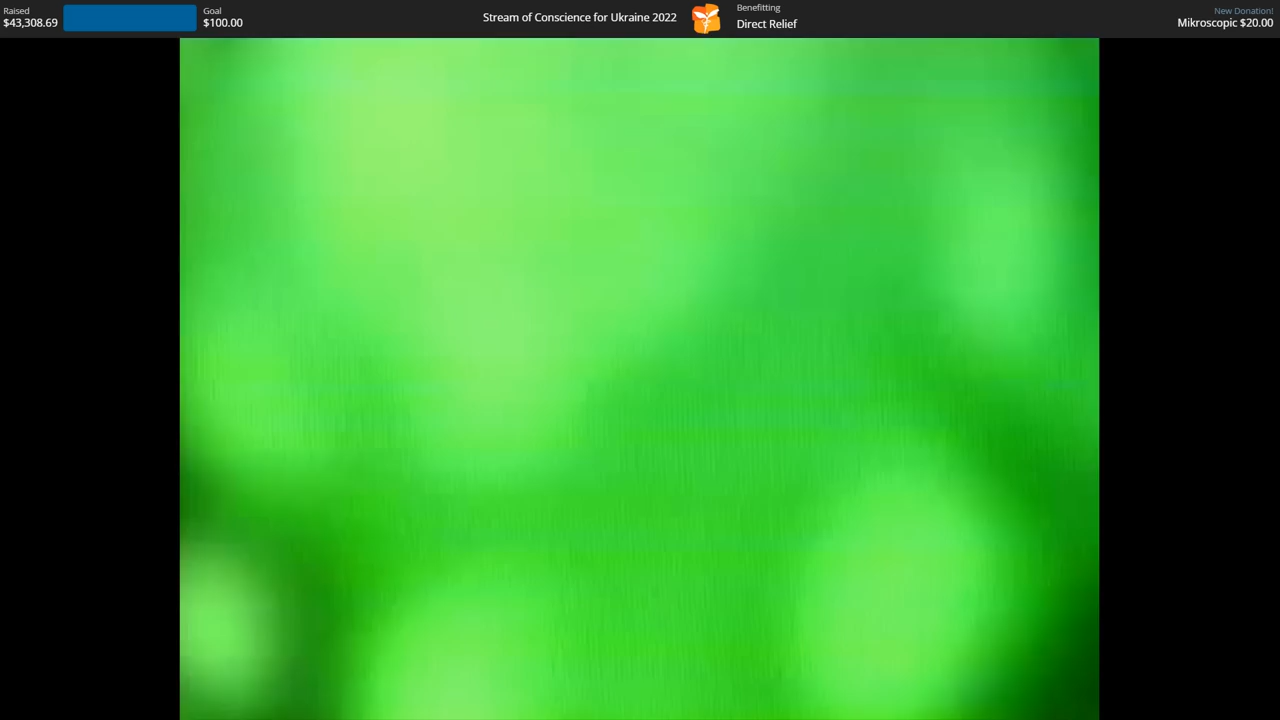 Raised
$43,308.69
Goal
$100.00
Stream of Conscience for Ukraine 2022
Benefitting
Direct Relief
New Donation!
Mikroscopic $20.00